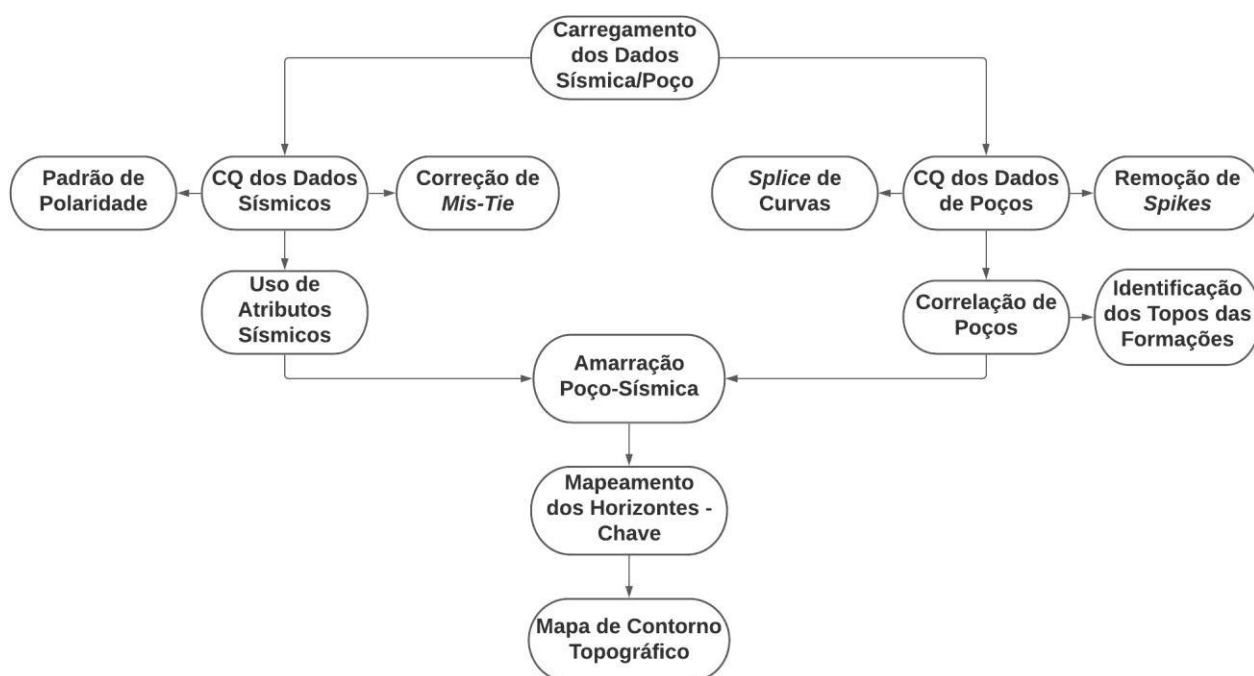 Carregamento
dos Dados
Sísmica/Poço
Padrão de
Polaridade
CQ dos Dados
Sísmicos
Correção de
Mis-Tie
Splice de
Curvas
CQ dos Dados
de Poços
Remoção de
Spikes
Uso de
Atributos
Sísmicos
Correlação de
Poços
Identificação
dos Topos das
Formações
Amarração
Poço-Sísmica
Mapeamento
dos Horizontes -
Chave
Mapa de Contorno
Topográfico